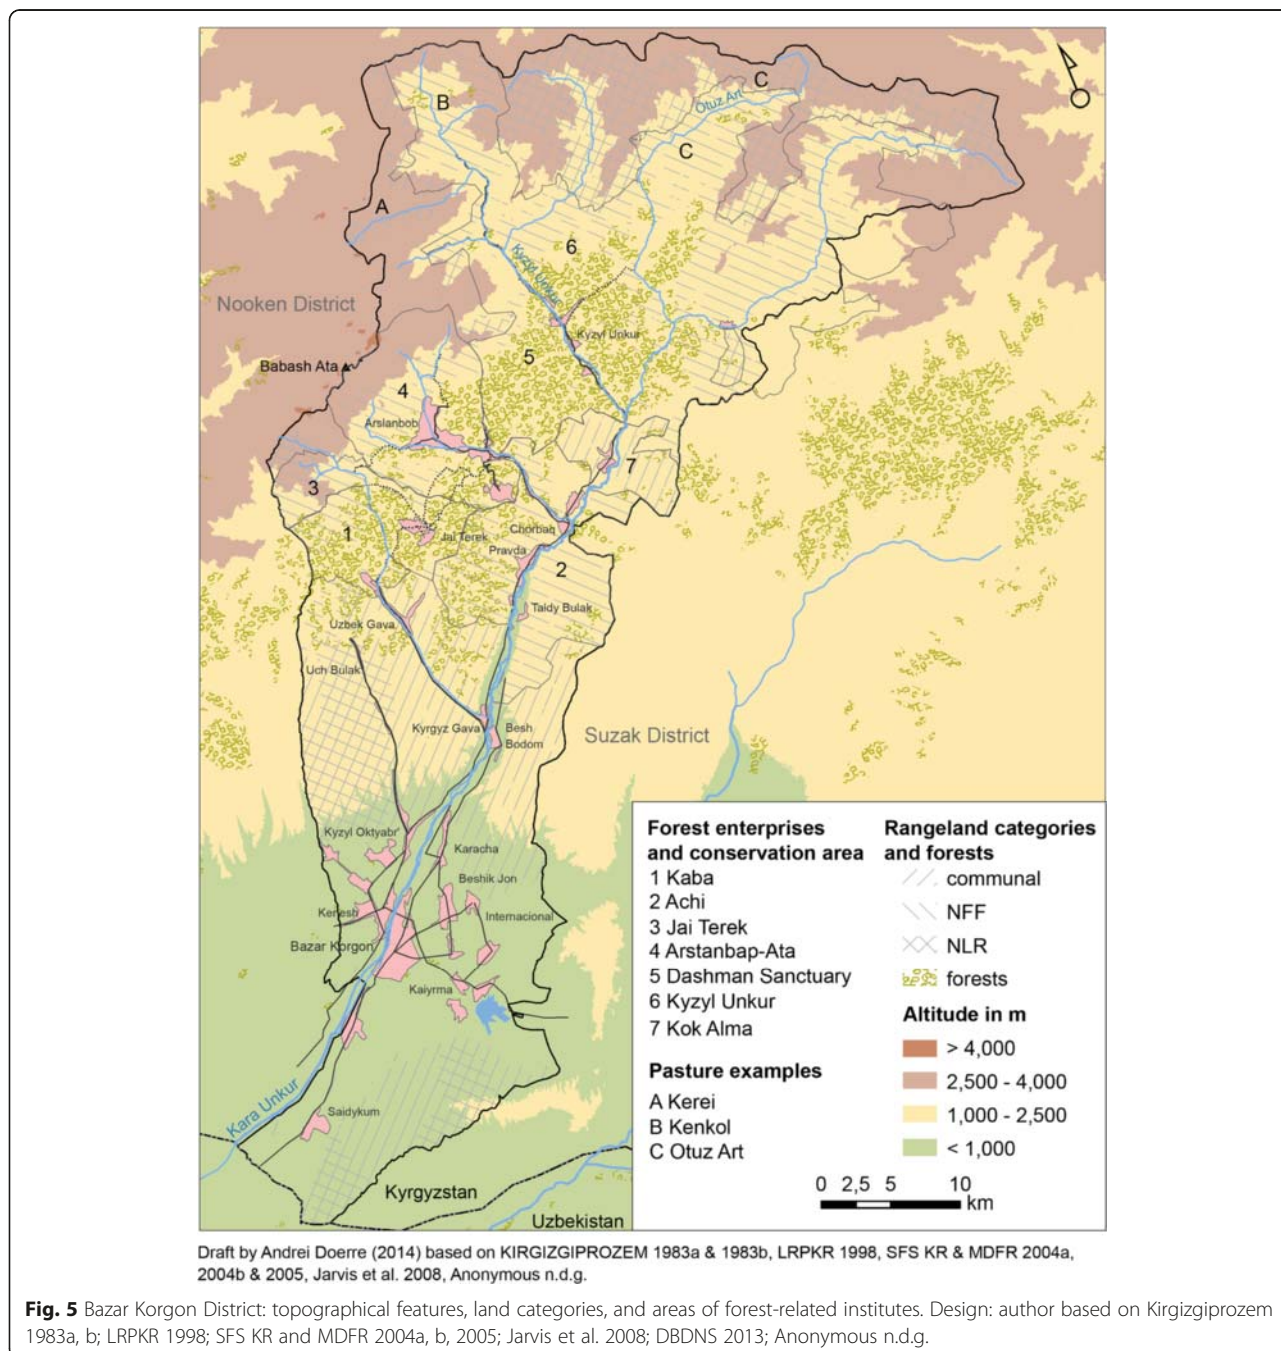 C
B
Otuz Art
C
A
6
Kyzyl Unkur
Nooken District
Kyzyl Unkur
5
Babash Ata
4
Arslanbob
7
3
1
Chorbaq
Jai Terek
Pravda
2
Taldy Bulak
Uzbek Gava
Uch Bulak
Kyrgyz Gava
Besh
Bodom
Suzak District
Kyzyl Oktyabr'
Karacha
Beshik Jon
Kenesh
Internacional
Bazar Korgon
Kaiyrma
Kara Unkur
Saidykum
Kyrgyzstan
Uzbekistan
Forest enterprises
and conservation area
1 Kaba
2 Achi
3 Jai Terek
4 Arstanbap-Ata
5 Dashman Sanctuary
6 Kyzyl Unkur
7 Kok Alma
Pasture examples
A Kerei
B Kenkol
C Otuz Art
Rangeland categories
and forests
communal
NFF
NLR
forests
Altitude in m
> 4,000
2,500 - 4,000
1,000 - 2,500
< 1,000
0 2,5 5 10
km
Draft by Andrei Doerre (2014) based on KIRGIZGIPROZEM 1983a & 1983b, LRPKR 1998, SFS KR & MDFR 2004a,
2004b & 2005, Jarvis et al. 2008, Anonymous n.d.g.
Fig. 5 Bazar Korgon District: topographical features, land categories, and areas of forest-related institutes. Design: author based on Kirgizgiprozem
1983a, b; LRPKR 1998; SFS KR and MDFR 2004a, b, 2005; Jarvis et al. 2008; DBDNS 2013; Anonymous n.d.g.